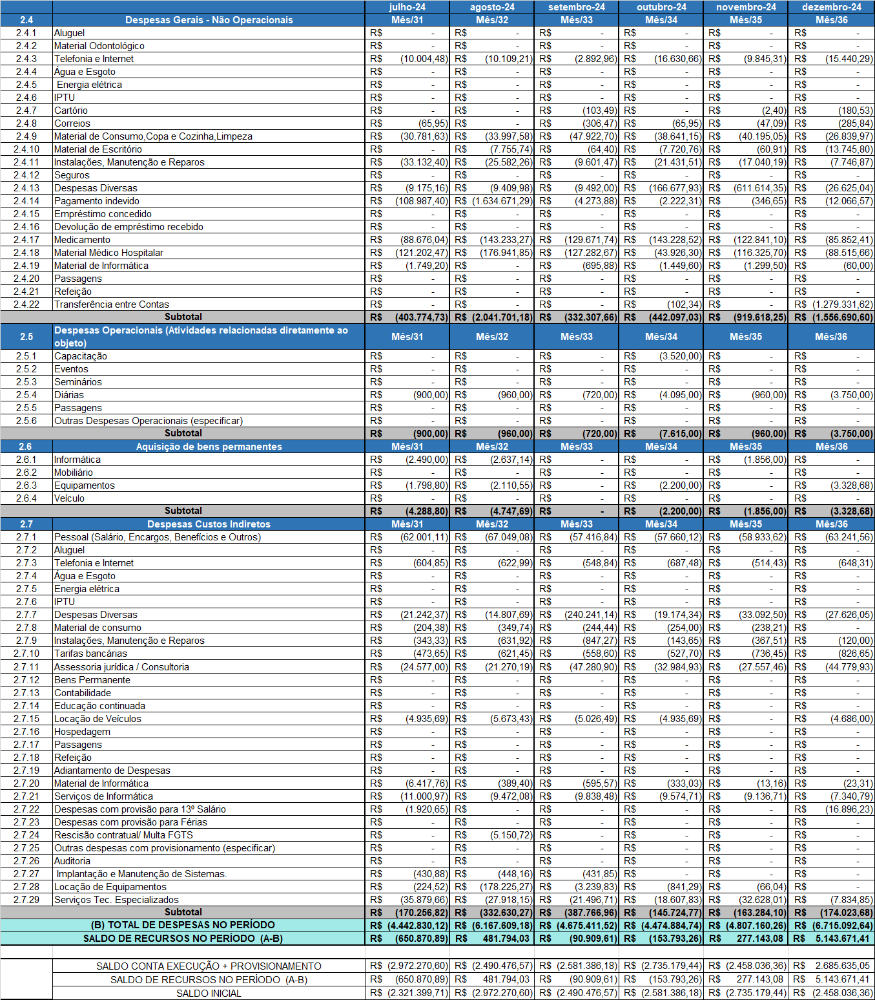 julho-24 agosto-24 setembro-24 outubro-24 novembro-24 dezembro-24
2.4 Despesas Gerais - Não Operacionais Mês/31 Mês/32 Mês/33 Mês/34 Mês/35 Mês/36
2.4.1 Aluguel R$ - R$ - R$ - R$ - R$ - R$ -
2.4.2 Material Odontológico R$ - R$ - R$ - R$ - R$ - R$ -
2.4.3 Telefonia e Internet R$ (10.004,48) R$ (10.109,21) R$ (2.892,96) R$ (16.630,66) R$ (9.845,31) R$ (15.440,29)
2.4.4 Água e Esgoto R$ - R$ - R$ - R$ - R$ - R$ -
2.4.5 Energia elétrica R$ - R$ - R$ - R$ - R$ - R$ -
2.4.6 IPTU R$ - R$ - R$ - R$ - R$ - R$ -
2.4.7 Cartório R$ - R$ - R$ (103,49) R$ - R$ (2,40) R$ (180,53)
2.4.8 Correios R$ (65,95) R$ - R$ (306,47) R$ (65,95) R$ (47,09) R$ (285,84)
2.4.9 Material de Consumo,Copa e Cozinha,Limpeza R$ (30.781,63) R$ (33.997,58) R$ (47.922,70) R$ (38.641,15) R$ (40.195,05) R$ (26.839,97)
2.4.10 Material de Escritório R$ - R$ (7.755,74) R$ (64,40) R$ (7.720,76) R$ (60,91) R$ (13.745,80)
2.4.11 Instalações, Manutenção e Reparos R$ (33.132,40) R$ (25.582,26) R$ (9.601,47) R$ (21.431,51) R$ (17.040,19) R$ (7.746,87)
2.4.12 Seguros R$ - R$ - R$ - R$ - R$ - R$ -
2.4.13 Despesas Diversas R$ (9.175,16) R$ (9.409,98) R$ (9.492,00) R$ (166.677,93) R$ (611.614,35) R$ (26.625,04)
2.4.14 Pagamento indevido R$ (108.987,40) R$ (1.634.671,29) R$ (4.273,88) R$ (2.222,31) R$ (346,65) R$ (12.066,57)
2.4.15 Empréstimo concedido R$ - R$ - R$ - R$ - R$ - R$ -
2.4.16 Devolução de empréstimo recebido R$ - R$ - R$ - R$ - R$ - R$ -
2.4.17 Medicamento R$ (88.676,04) R$ (143.233,27) R$ (129.671,74) R$ (143.228,52) R$ (122.841,10) R$ (85.852,41)
2.4.18 Material Médico Hospitalar R$ (121.202,47) R$ (176.941,85) R$ (127.282,67) R$ (43.926,30) R$ (116.325,70) R$ (88.515,66)
2.4.19 Material de Informática R$ (1.749,20) R$ - R$ (695,88) R$ (1.449,60) R$ (1.299,50) R$ (60,00)
2.4.20 Passagens R$ - R$ - R$ - R$ - R$ - R$ -
2.4.21 Refeição R$ - R$ - R$ - R$ - R$ - R$ -
2.4.22 Transferência entre Contas R$ - R$ - R$ - R$ (102,34) R$ - R$ (1.279.331,62)
Subtotal R$ (403.774,73) R$ (2.041.701,18) R$ (332.307,66) R$ (442.097,03) R$ (919.618,25) R$ (1.556.690,60)
2.5 Despesas Operacionais (Atividades relacionadas diretamente ao objeto) Mês/31 Mês/32 Mês/33 Mês/34 Mês/35 Mês/36
2.5.1 Capacitação R$ - R$ - R$ - R$ (3.520,00) R$ - R$ -
2.5.2 Eventos R$ - R$ - R$ - R$ - R$ - R$ -
2.5.3 Seminários R$ - R$ - R$ - R$ - R$ - R$ -
2.5.4 Diárias R$ (900,00) R$ (960,00) R$ (720,00) R$ (4.095,00) R$ (960,00) R$ (3.750,00)
2.5.5 Passagens R$ - R$ - R$ - R$ - R$ - R$ -
2.5.6 Outras Despesas Operacionais (especificar) R$ - R$ - R$ - R$ - R$ - R$ -
Subtotal R$ (900,00) R$ (960,00) R$ (720,00) R$ (7.615,00) R$ (960,00) R$ (3.750,00)
2.6 Aquisição de bens permanentes Mês/31 Mês/32 Mês/33 Mês/34 Mês/35 Mês/36
2.6.1 Informática R$ (2.490,00) R$ (2.637,14) R$ - R$ - R$ (1.856,00) R$ -
2.6.2 Mobiliário R$ - R$ - R$ - R$ - R$ - R$ -
2.6.3 Equipamentos R$ (1.798,80) R$ (2.110,55) R$ - R$ (2.200,00) R$ - R$ (3.328,68)
2.6.4 Veículo R$ - R$ - R$ - R$ - R$ - R$ -
Subtotal R$ (4.288,80) R$ (4.747,69) R$ - R$ (2.200,00) R$ (1.856,00) R$ (3.328,68)
2.7 Despesas Custos Indiretos Mês/31 Mês/32 Mês/33 Mês/34 Mês/35 Mês/36
2.7.1 Pessoal (Salário, Encargos, Benefícios e Outros) R$ (62.001,11) R$ (67.049,08) R$ (57.416,84) R$ (57.660,12) R$ (58.933,62) R$ (63.241,56)
2.7.2 Aluguel R$ - R$ - R$ - R$ - R$ - R$ -
2.7.3 Telefonia e Internet R$ (604,85) R$ (622,99) R$ (548,84) R$ (687,48) R$ (514,43) R$ (648,31)
2.7.4 Água e Esgoto R$ - R$ - R$ - R$ - R$ - R$ -
2.7.5 Energia elétrica R$ - R$ - R$ - R$ - R$ - R$ -
2.7.6 IPTU R$ - R$ - R$ - R$ - R$ - R$ -
2.7.7 Despesas Diversas R$ (21.242,37) R$ (14.807,69) R$ (240.241,14) R$ (19.174,34) R$ (33.092,50) R$ (27.626,05)
2.7.8 Material de consumo R$ (204,38) R$ (349,74) R$ (244,44) R$ (254,00) R$ (238,21) R$ -
2.7.9 Instalações, Manutenção e Reparos R$ (343,33) R$ (631,92) R$ (847,27) R$ (143,65) R$ (367,51) R$ (120,00)
2.7.10 Tarifas bancárias R$ (473,65) R$ (621,45) R$ (558,60) R$ (527,70) R$ (736,45) R$ (826,65)
2.7.11 Assessoria jurídica / Consultoria R$ (24.577,00) R$ (21.270,19) R$ (47.280,90) R$ (32.984,93) R$ (27.557,46) R$ (44.779,93)
2.7.12 Bens Permanente R$ - R$ - R$ - R$ - R$ - R$ -
2.7.13 Contabilidade R$ - R$ - R$ - R$ - R$ - R$ -
2.7.14 Educação continuada R$ - R$ - R$ - R$ - R$ - R$ -
2.7.15 Locação de Veículos R$ (4.935,69) R$ (5.673,43) R$ (5.026,49) R$ (4.935,69) R$ - R$ (4.686,00)
2.7.16 Hospedagem R$ - R$ - R$ - R$ - R$ - R$ -
2.7.17 Passagens R$ - R$ - R$ - R$ - R$ - R$ -
2.7.18 Refeição R$ - R$ - R$ - R$ - R$ - R$ -
2.7.19 Adiantamento de Despesas R$ - R$ - R$ - R$ - R$ - R$ -
2.7.20 Material de Informática R$ (6.417,76) R$ (389,40) R$ (595,57) R$ (333,03) R$ (13,16) R$ (23,31)
2.7.21 Serviços de Informática R$ (11.000,97) R$ (9.472,08) R$ (9.838,48) R$ (9.574,71) R$ (9.136,71) R$ (7.340,79)
2.7.22 Despesas com provisão para 13º Salário R$ (1.920,65) R$ - R$ - R$ - R$ - R$ (16.896,23)
2.7.23 Despesas com provisão para Férias R$ - R$ - R$ - R$ - R$ - R$ -
2.7.24 Rescisão contratual/ Multa FGTS R$ - R$ (5.150,72) R$ - R$ - R$ - R$ -
2.7.25 Outras despesas com provisionamento (especificar) R$ - R$ - R$ - R$ - R$ - R$ -
2.7.26 Auditoria R$ - R$ - R$ - R$ - R$ - R$ -
2.7.27 Implantação e Manutenção de Sistemas. R$ (430,88) R$ (448,16) R$ (431,85) R$ - R$ - R$ -
2.7.28 Locação de Equipamentos R$ (224,52) R$ (178.225,27) R$ (3.239,83) R$ (841,29) R$ (66,04) R$ -
2.7.29 Serviços Tec. Especializados R$ (35.879,66) R$ (27.918,15) R$ (21.496,71) R$ (18.607,83) R$ (32.628,01) R$ (7.834,85)
Subtotal R$ (170.256,82) R$ (332.630,27) R$ (387.766,96) R$ (145.724,77) R$ (163.284,10) R$ (174.023,68)
(B) TOTAL DE DESPESAS NO PERÍODO R$ (4.442.830,12) R$ (6.167.609,18) R$ (4.675.411,52) R$ (4.474.884,74) R$ (4.807.160,26) R$ (6.715.092,64)
SALDO DE RECURSOS NO PERÍODO (A-B) R$ (650.870,89) R$ 481.794,03 R$ (90.909,61) R$ (153.793,26) R$ 277.143,08 R$ 5.143.671,41
SALDO CONTA EXECUÇÃO + PROVISIONAMENTO R$ (2.972.270,60) R$ (2.490.476,57) R$ (2.581.386,18) R$ (2.735.179,44) R$ (2.458.036,36) R$ 2.685.635,05
SALDO DE RECURSOS NO PERÍODO (A-B) R$ (650.870,89) R$ 481.794,03 R$ (90.909,61) R$ (153.793,26) R$ 277.143,08 R$ 5.143.671,41
SALDO INICIAL R$ (2.321.399,71) R$ (2.972.270,60) R$ (2.490.476,57) R$ (2.581.386,18) R$ (2.735.179,44) R$ (2.458.036,36)